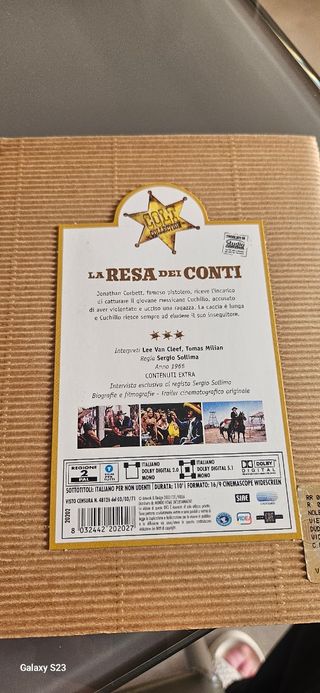 COLT
COLLECTION
Studio
LA RESA DEI CONTI
Jonathan Corbett, famoso pistolero, riceve l'incarico
di catturare il giovane messicano Cuchillo, accusato
di aver violentato e ucciso una ragazza. La caccia è lunga
e Cuchillo riesce sempre ad eludere il suo inseguitore.
Interpreti Lee Van Cleef, Tomas Milian
Regia Sergio Sollima
Anno 1966
CONTENUTI EXTRA
Intervista esclusiva al regista Sergio Sollima
Biografie e filmografie - Trailer cinematografico originale
REGIONE
2
PAL
ITALIANO
DOLBY DIGITAL 2.0
MONO
ITALIANO
DOLBY DIGITAL 5.1
MONO
DOLBY
DIGITAL
SOTTOTITOLI: ITALIANO PER NON UDENTI | DURATA: 110' | FORMATO: 16/9 CINEMASCOPE WIDESCREEN
20202
8 032442 202027
SIAE
Galaxy S23